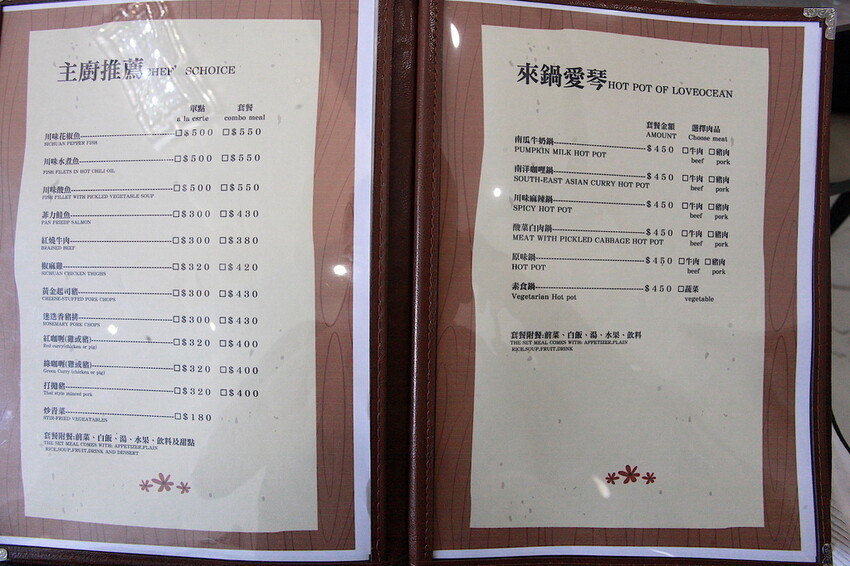 主廚推薦CHEF' SCHOICE
單點 套餐
a la carte combo meal
川味花椒魚 □$500 □$550
SICHUAN PEPPER FISH
川味水煮魚 □$500 □$550
FISH FILETS IN HOT CHILI OIL
川味酸魚 □$500 □$550
FISH FILLET WITH PICKLED VEGETABLE SOUP
菲力鮭魚 □$300 □$430
PAN FRIEDP SALMON
紅燒牛肉 □$300 □$380
BRAISED BEEF
椒麻雞 □$320 □$420
SICHUAN CHICKEN THIGHS
黃金起司豬 □$300 □$430
CHEESE-STUFFED PORK CHOPS
迷迭香豬排 □$300 □$430
ROSEMARY PORK CHOPS
紅咖喱(雞或豬) □$320 □$400
Red curry(chicken or pig)
綠咖喱(雞或豬) □$320 □$400
Green Curry (chicken or pig)
打拋豬 □$320 □$400
Thai style minced pork
炒青菜 □$180
STIR-FRIED VEGETABLES
套餐附餐:前菜、白飯、湯、水果、飲料及甜點
THE SET MEAL COMES WITH: APPETIZER,PLAIN
RICE,SOUP,FRUIT,DRINK AND DESSERT
來鍋愛琴HOT POT OF LOVEOCEAN
套餐金額 選擇肉品
AMOUNT Choose meat
南瓜牛奶鍋 $450 □牛肉 □豬肉
PUMPKIN MILK HOT POT beef pork
南洋咖哩鍋 $450 □牛肉 □豬肉
SOUTH-EAST ASIAN CURRY HOT POT beef pork
川味麻辣鍋 $450 □牛肉 □豬肉
SPICY HOT POT beef pork
酸菜白肉鍋 $450 □牛肉 □豬肉
MEAT WITH PICKLED CABBAGE HOT POT beef pork
原味鍋 $450 □牛肉 □豬肉
HOT POT beef pork
素食鍋 $450 □蔬菜
Vegetarian Hot pot vegetable
套餐附餐:前菜、白飯、湯、水果、飲料
THE SET MEAL COMES WITH: APPETIZER,PLAIN
RICE,SOUP,FRUIT,DRINK